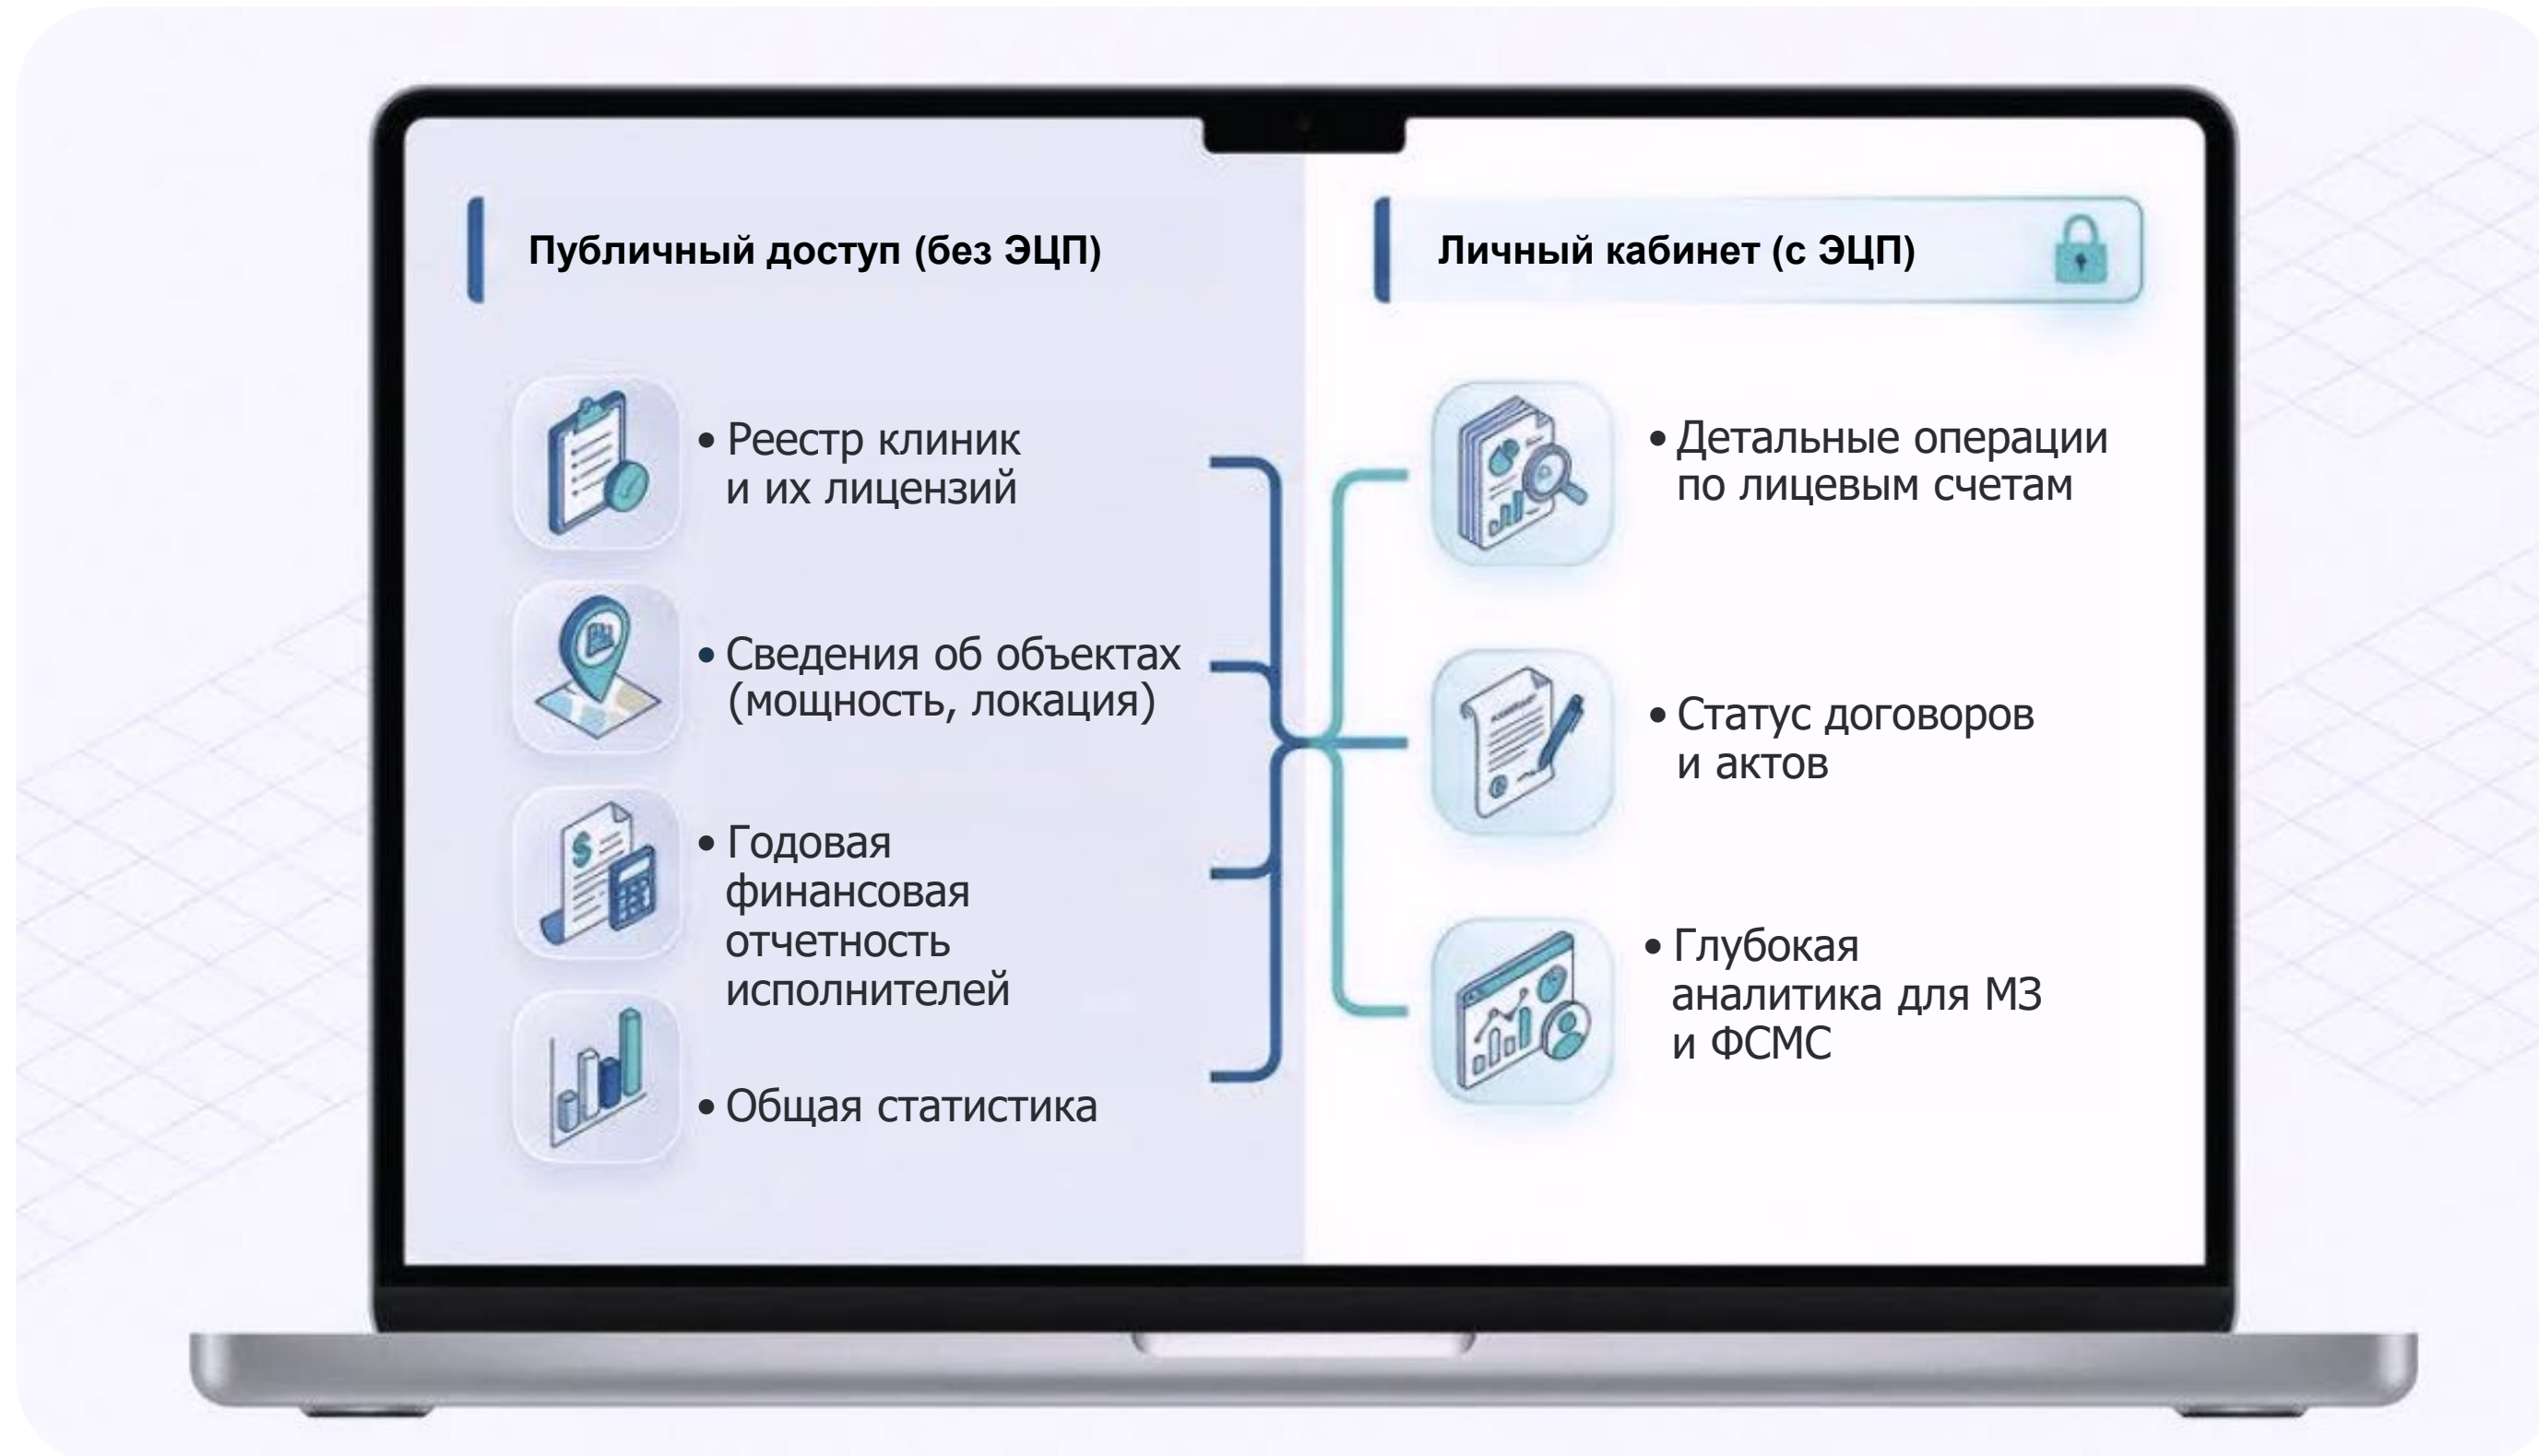 Публичный доступ (без ЭЦП)
• Реестр клиник
и их лицензий
• Сведения об объектах
(мощность, локация)
• Годовая
финансовая
отчетность
исполнителей
• Общая статистика
Личный кабинет (с ЭЦП)
• Детальные операции
по лицевым счетам
• Статус договоров
и актов
• Глубокая
аналитика для МЗ
и ФСМС